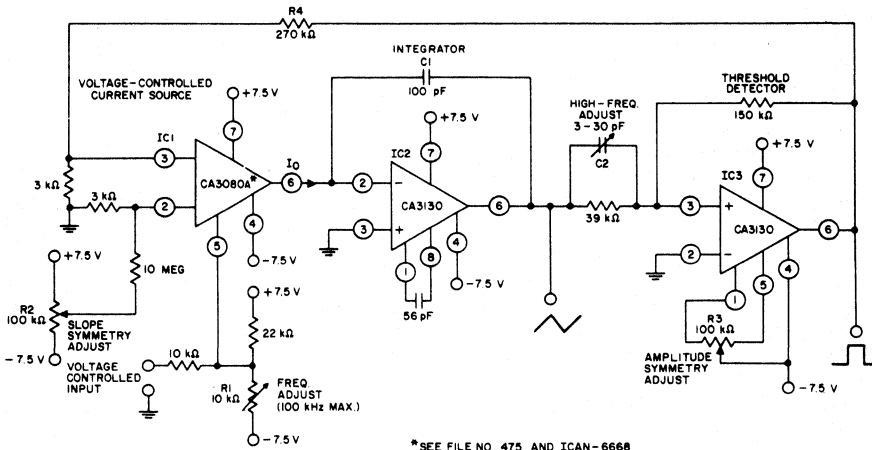 R4
270 kΩ
INTEGRATOR
C1
100 pF
VOLTAGE-CONTROLLED
CURRENT SOURCE
+7.5 V
7
IC1
3
3 kΩ
3 kΩ
2
CA3080A*
IO
6
4
5
-7.5 V
10 MEG
+7.5 V
R2
100 kΩ
SLOPE
SYMMETRY
ADJUST
-7.5 V
VOLTAGE
CONTROLLED
INPUT
10 kΩ
+7.5 V
22 kΩ
R1
10 kΩ
FREQ.
ADJUST
(100 kHz MAX.)
-7.5 V
+7.5 V
IC2
7
2
-
CA3130
3
+
6
1
8
4
56 pF
-7.5 V
HIGH-FREQ.
ADJUST
3-30 pF
C2
39 kΩ
THRESHOLD
DETECTOR
150 kΩ
+7.5 V
IC3
7
3
+
CA3130
2
-
6
1
5
4
R3
100 kΩ
AMPLITUDE
SYMMETRY
ADJUST
-7.5 V
*SEE FILE NO. 475 AND ICAN-6668